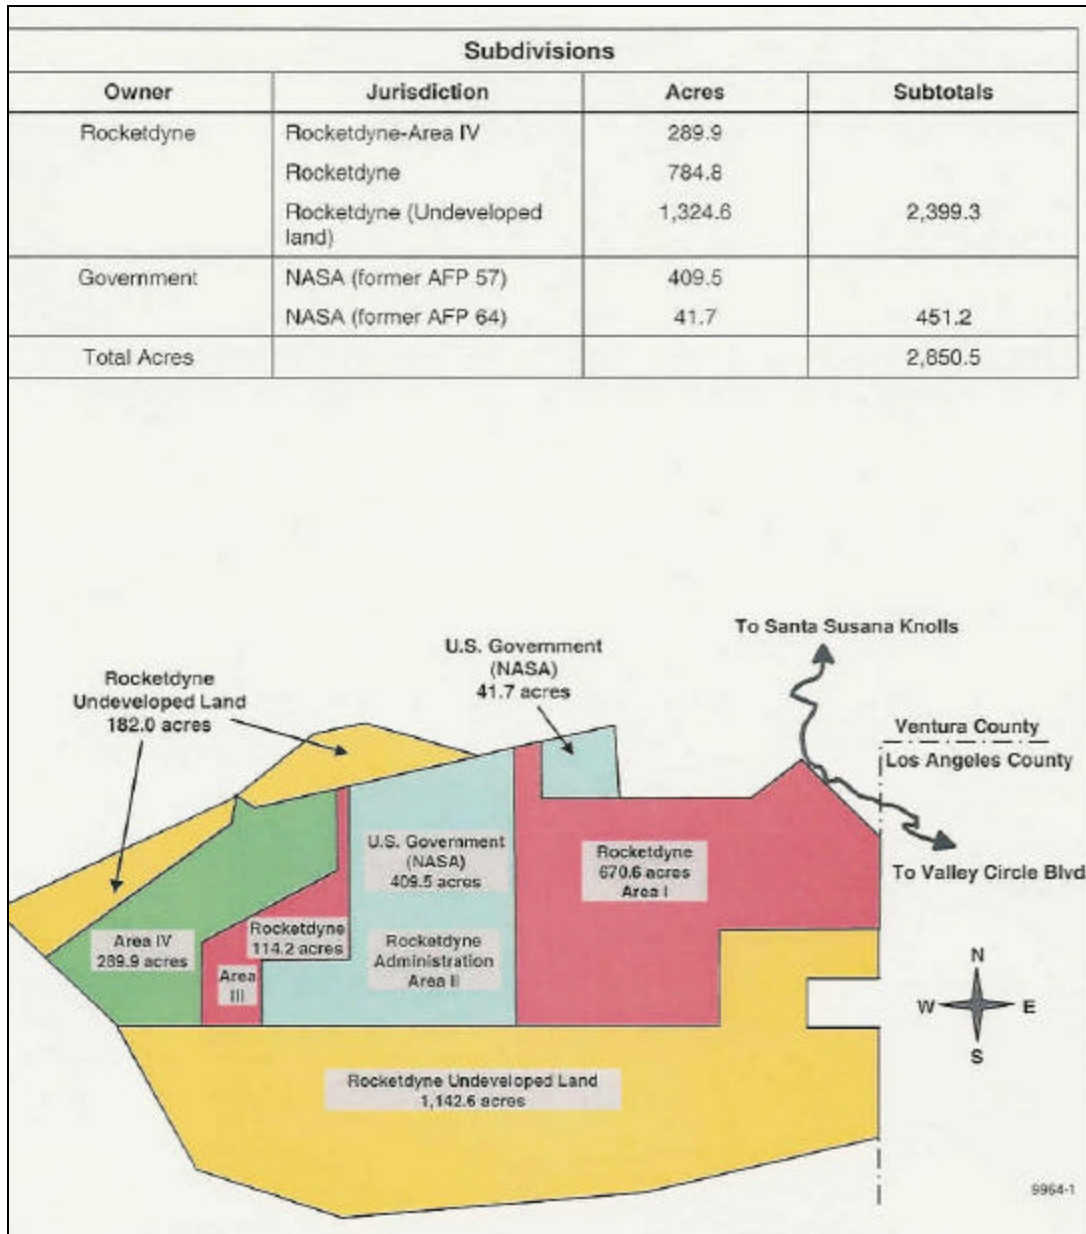 Subdivisions
Owner Jurisdiction Acres Subtotals
Rocketdyne Rocketdyne-Area IV 289.9
Rocketdyne 784.8
Rocketdyne (Undeveloped land) 1,324.6 2,399.3
Government NASA (former AFP 57) 409.5
NASA (former AFP 64) 41.7 451.2
Total Acres 2,850.5
To Santa Susana Knolls
U.S. Government
(NASA)
41.7 acres
Rocketdyne
Undeveloped Land
182.0 acres
Ventura County
Los Angeles County
To Valley Circle Blvd
U.S. Government
(NASA)
409.5 acres
Rocketdyne
670.6 acres
Area I
Rocketdyne
114.2 acres
Area IV
289.9 acres
Rocketdyne
Administration
Area II
Area
III
N
W E
S
Rocketdyne Undeveloped Land
1,142.6 acres
9964-1